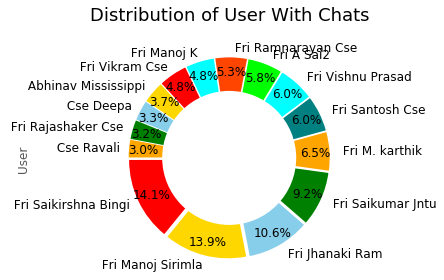 Distribution of User With Chats
Fri Ramnarayan Cse
5.3%
Fri A Sai2
5.8%
Fri Vishnu Prasad
6.0%
Fri Santhosh Cse
6.0%
Fri M. karthik
6.5%
Fri Saikumar Jntu
9.2%
Fri Jhanaki Ram
10.6%
Fri Manoj Sirimla
13.9%
Fri Saikirshna Bingi
14.1%
Cse Ravali
3.0%
Fri Rajashaker Cse
3.2%
Cse Deepa
3.3%
Abhinav Mississippi
3.7%
Fri Vikram Cse
4.8%
Fri Manoj K
4.8%
User